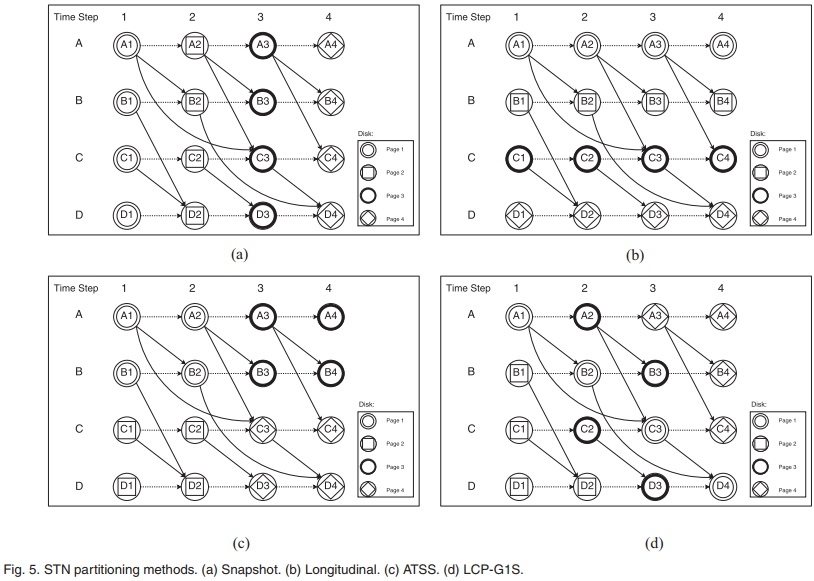 Time Step 1 2 3 4
A A1 A2 A3 A4
B B1 B2 B3 B4
C C1 C2 C3 C4
D D1 D2 D3 D4
Disk:
Page 1
Page 2
Page 3
Page 4
(a)
Time Step 1 2 3 4
A A1 A2 A3 A4
B B1 B2 B3 B4
C C1 C2 C3 C4
D D1 D2 D3 D4
Disk:
Page 1
Page 2
Page 3
Page 4
(b)
Time Step 1 2 3 4
A A1 A2 A3 A4
B B1 B2 B3 B4
C C1 C2 C3 C4
D D1 D2 D3 D4
Disk:
Page 1
Page 2
Page 3
Page 4
(c)
Time Step 1 2 3 4
A A1 A2 A3 A4
B B1 B2 B3 B4
C C1 C2 C3 C4
D D1 D2 D3 D4
Disk:
Page 1
Page 2
Page 3
Page 4
(d)
Fig. 5. STN partitioning methods. (a) Snapshot. (b) Longitudinal. (c) ATSS. (d) LCP-G1S.